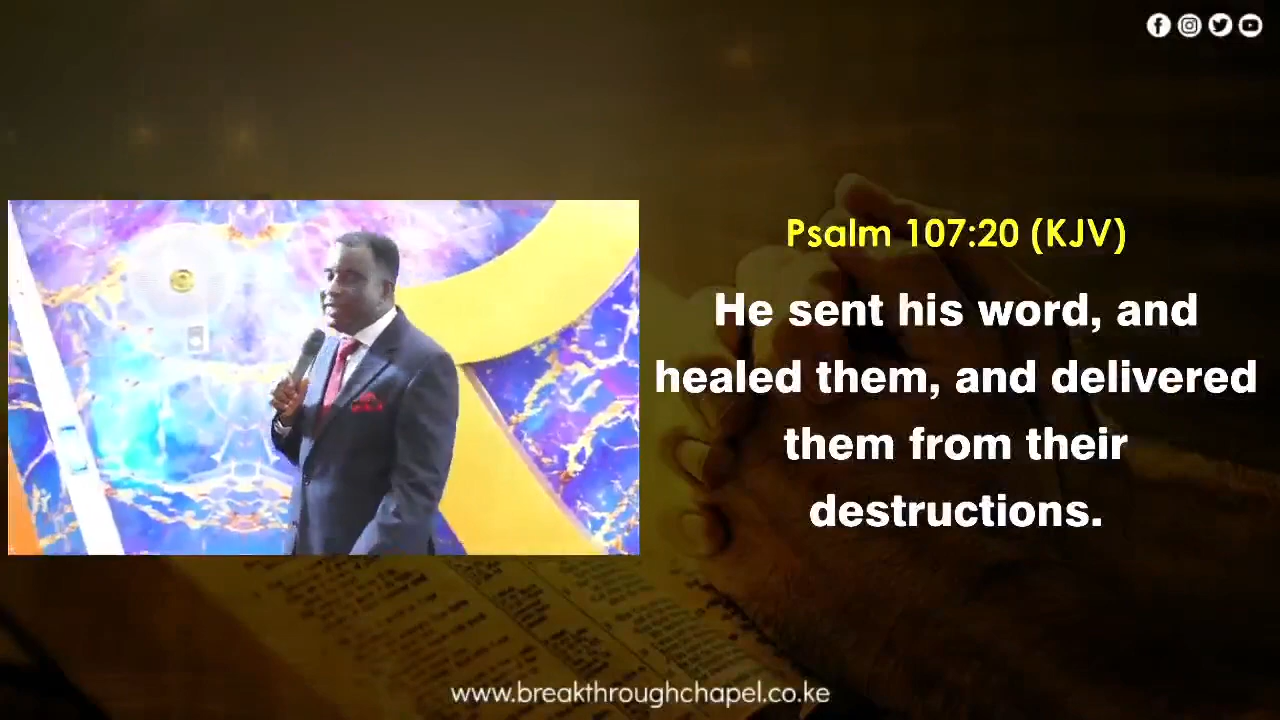 Psalm 107:20 (KJV)
He sent his word, and
healed them, and delivered
them from their
destructions.
www.breakthroughchapel.co.ke